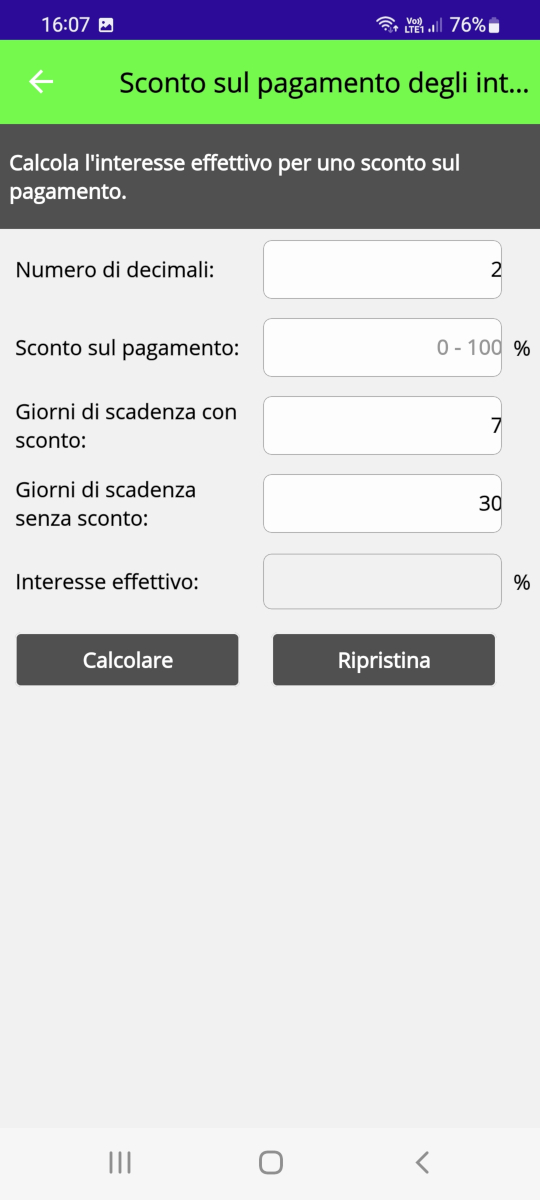 16:07 Vo)) LTE1 76%
Sconto sul pagamento degli int...
Calcola l'interesse effettivo per uno sconto sul
pagamento.
Numero di decimali: 2
Sconto sul pagamento: 0 - 100 %
Giorni di scadenza con
sconto: 7
Giorni di scadenza
senza sconto: 30
Interesse effettivo: %
Calcolare Ripristina